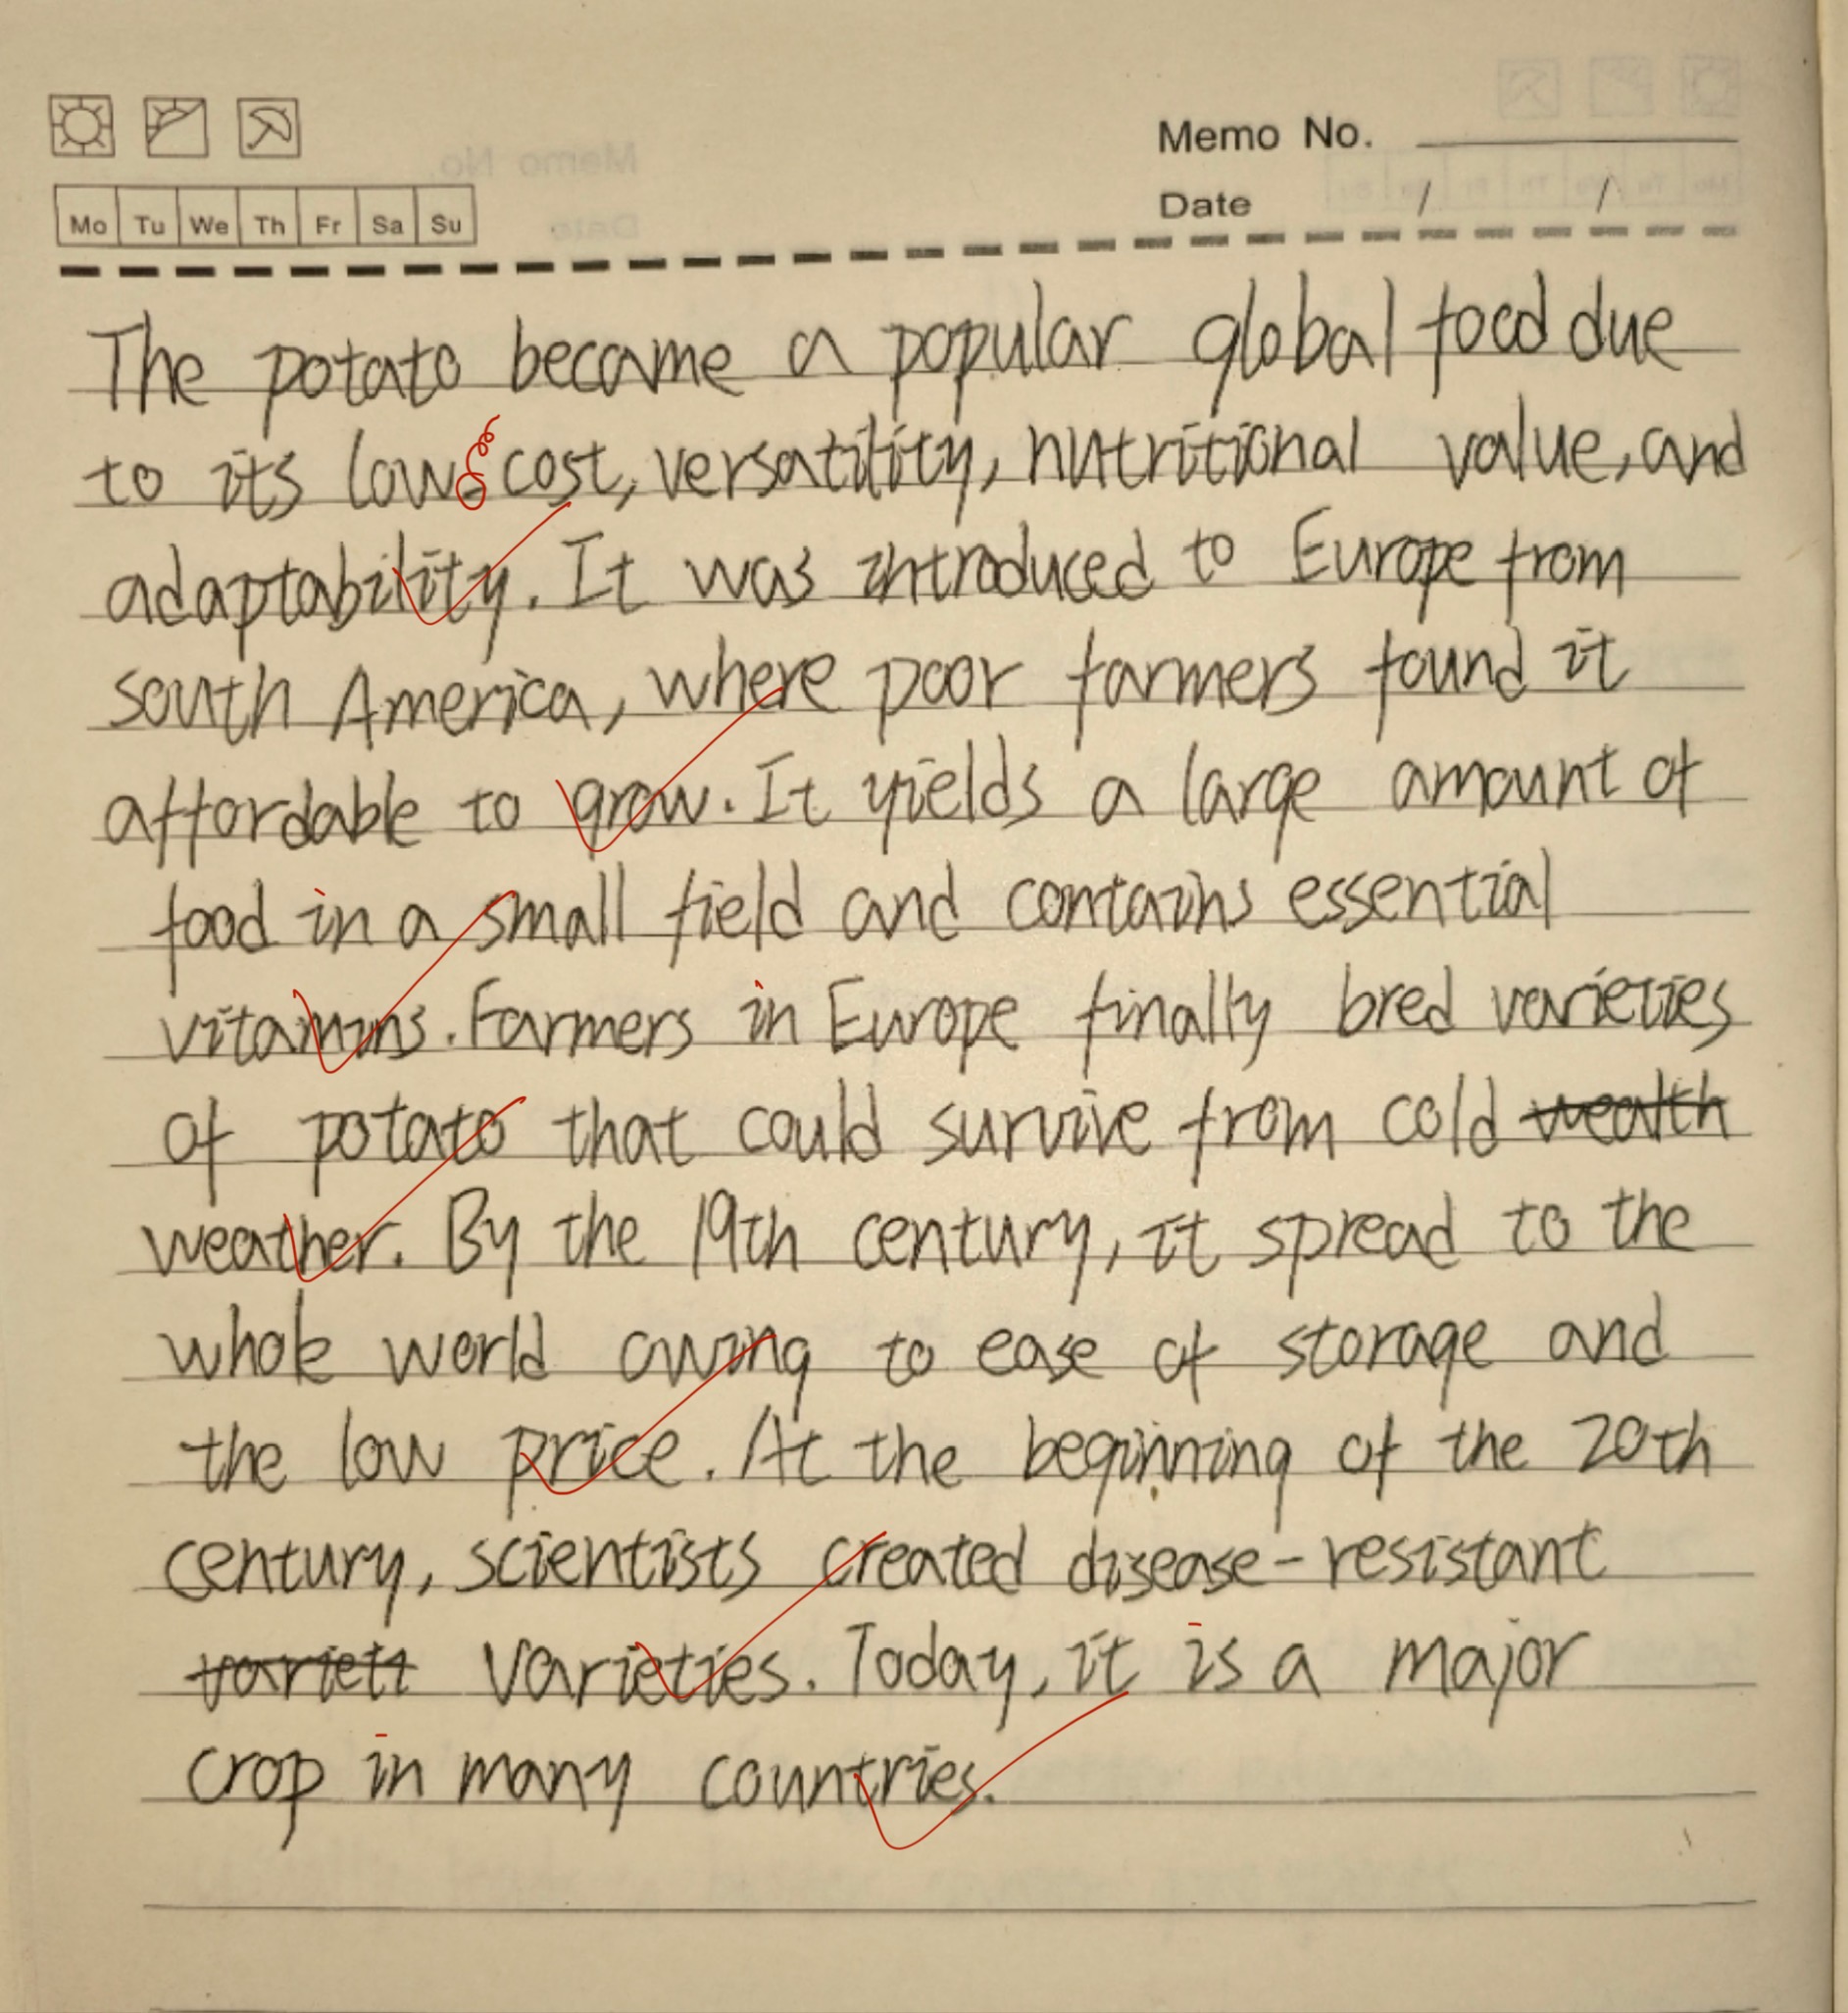 Memo No.
Mo Tu We Th Fr Sa Su
Date / /
The potato became a popular global food due
to its low cost, versatility, nutritional value, and
adaptability. It was introduced to Europe from
south America, where poor farmers found it
affordable to grow. It yields a large amount of
food in a small field and contains essential
vitamins. Farmers in Europe finally bred varieties
of potato that could survive from cold wealth
weather. By the 19th century, it spread to the
whole world owing to ease of storage and
the low price. At the beginning of the 20th
century, scientists created disease-resistant
varieti varieties. Today, it is a major
crop in many countries.